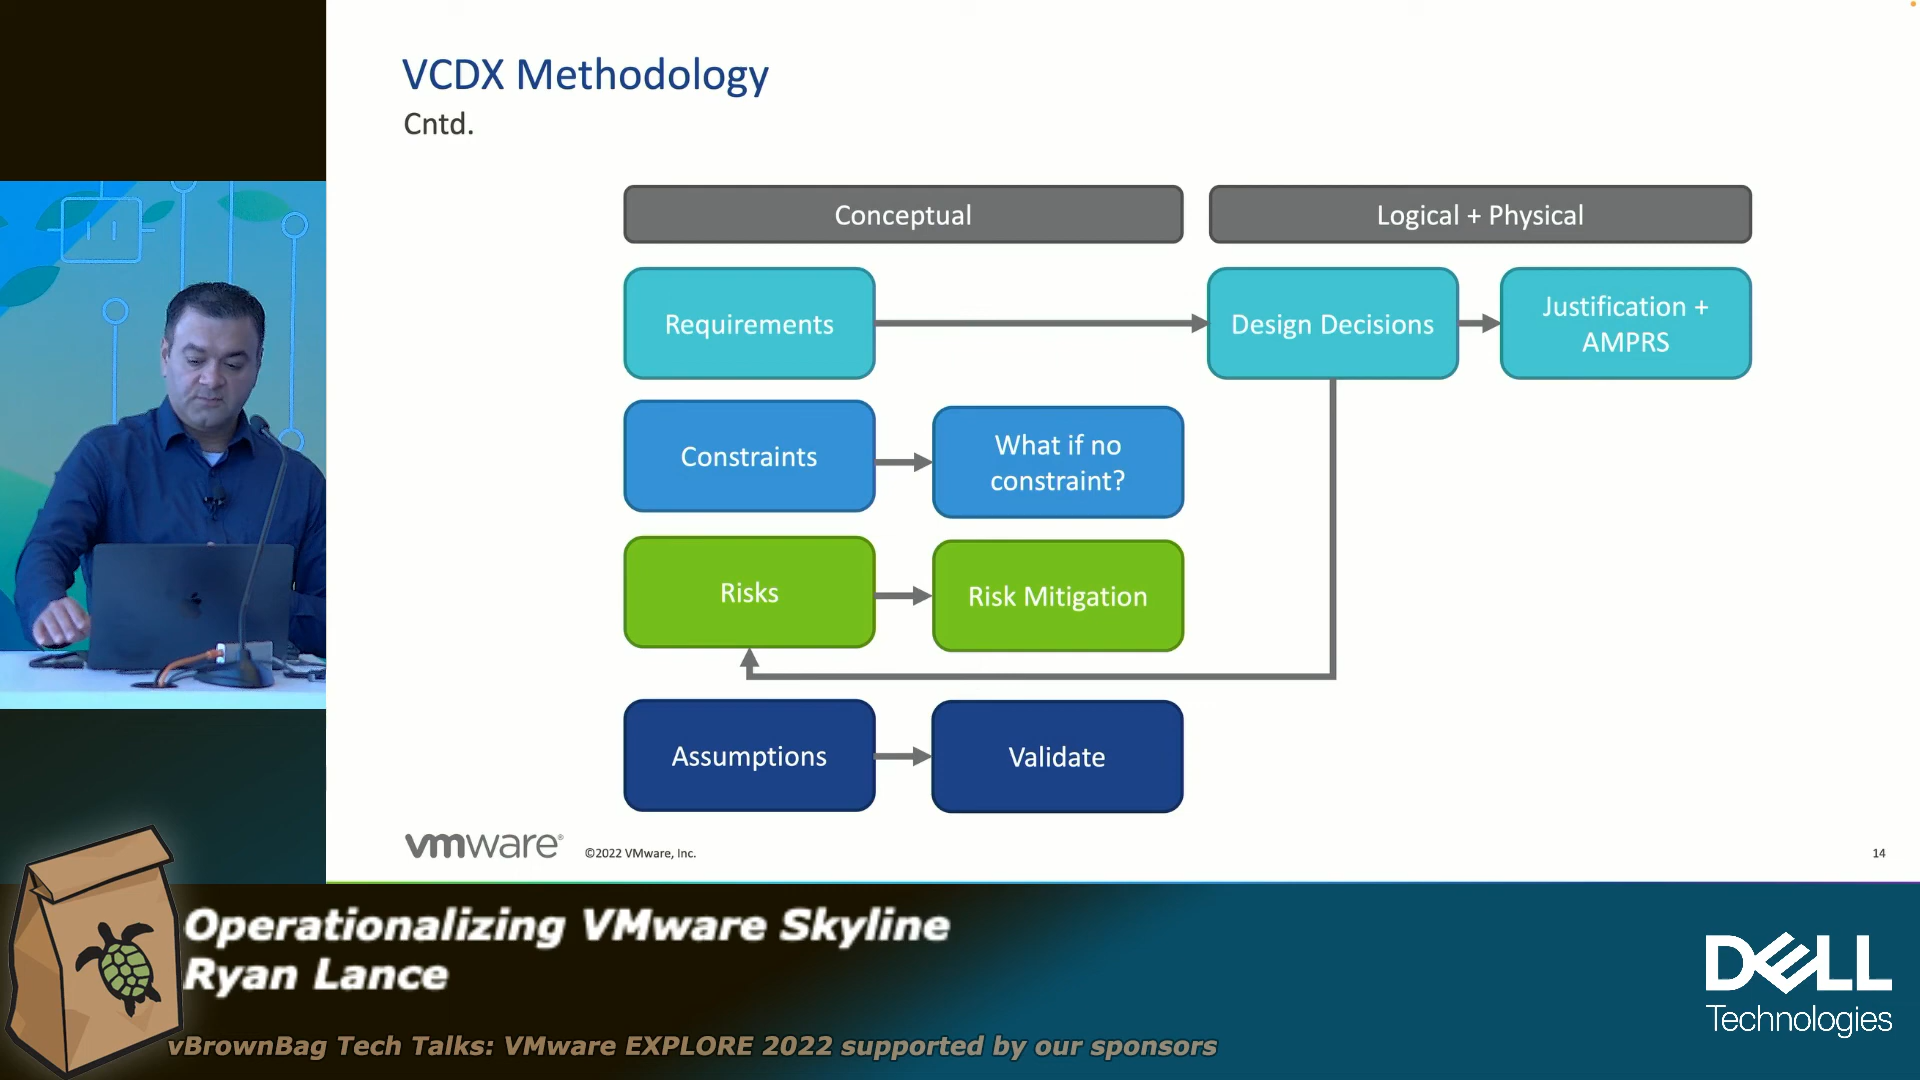 VCDX Methodology
Cntd.
Conceptual
Logical + Physical
Requirements
Design Decisions
Justification +
AMPRS
Constraints
What if no
constraint?
Risks
Risk Mitigation
Assumptions
Validate
vmware®
©2022 VMware, Inc.
14
Operationalizing VMware Skyline
Ryan Lance
vBrownBag Tech Talks: VMware EXPLORE 2022 supported by our sponsors
DELL
Technologies